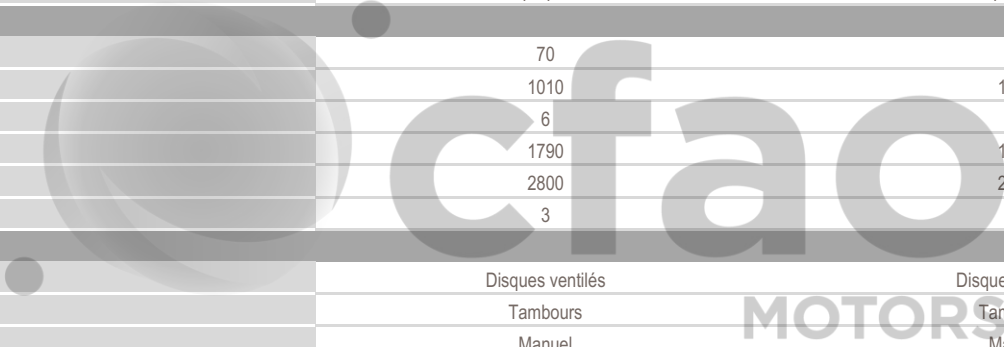 70
1010
6
1790
2800
3
Disques ventilés
Tambours
Manuel
cfao
MOTORS